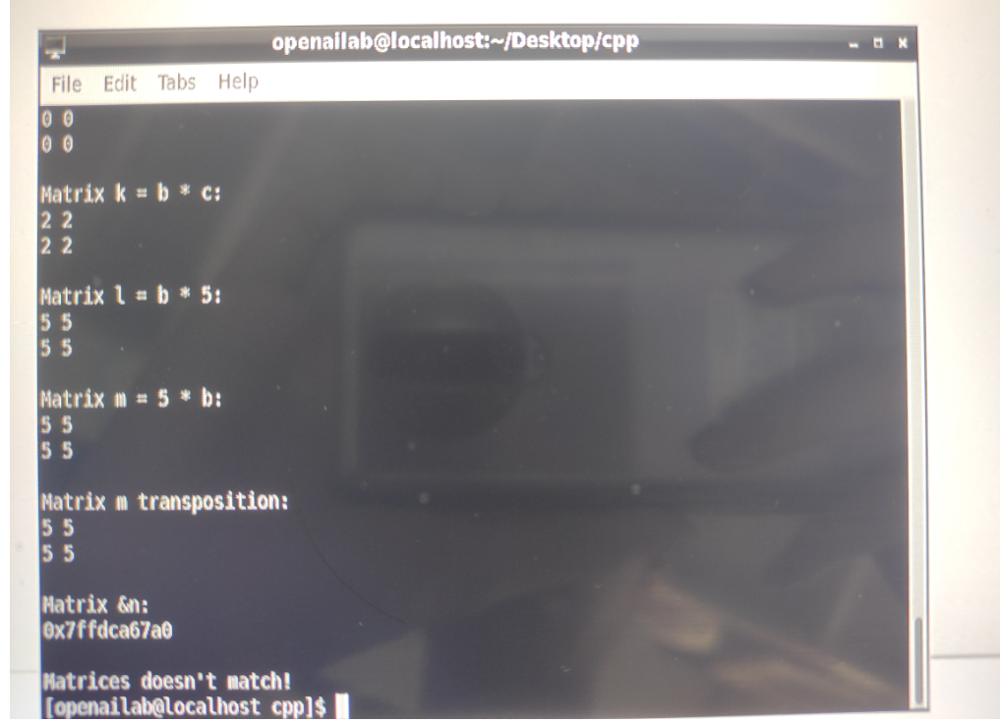 openailab@localhost:~/Desktop/cpp
File Edit Tabs Help
0 0
0 0
Matrix k = b * c:
2 2
2 2
Matrix l = b * 5:
5 5
5 5
Matrix m = 5 * b:
5 5
5 5
Matrix m transposition:
5 5
5 5
Matrix &n:
0x7ffdca67a0
Matrices doesn't match!
[openailab@localhost cpp]$